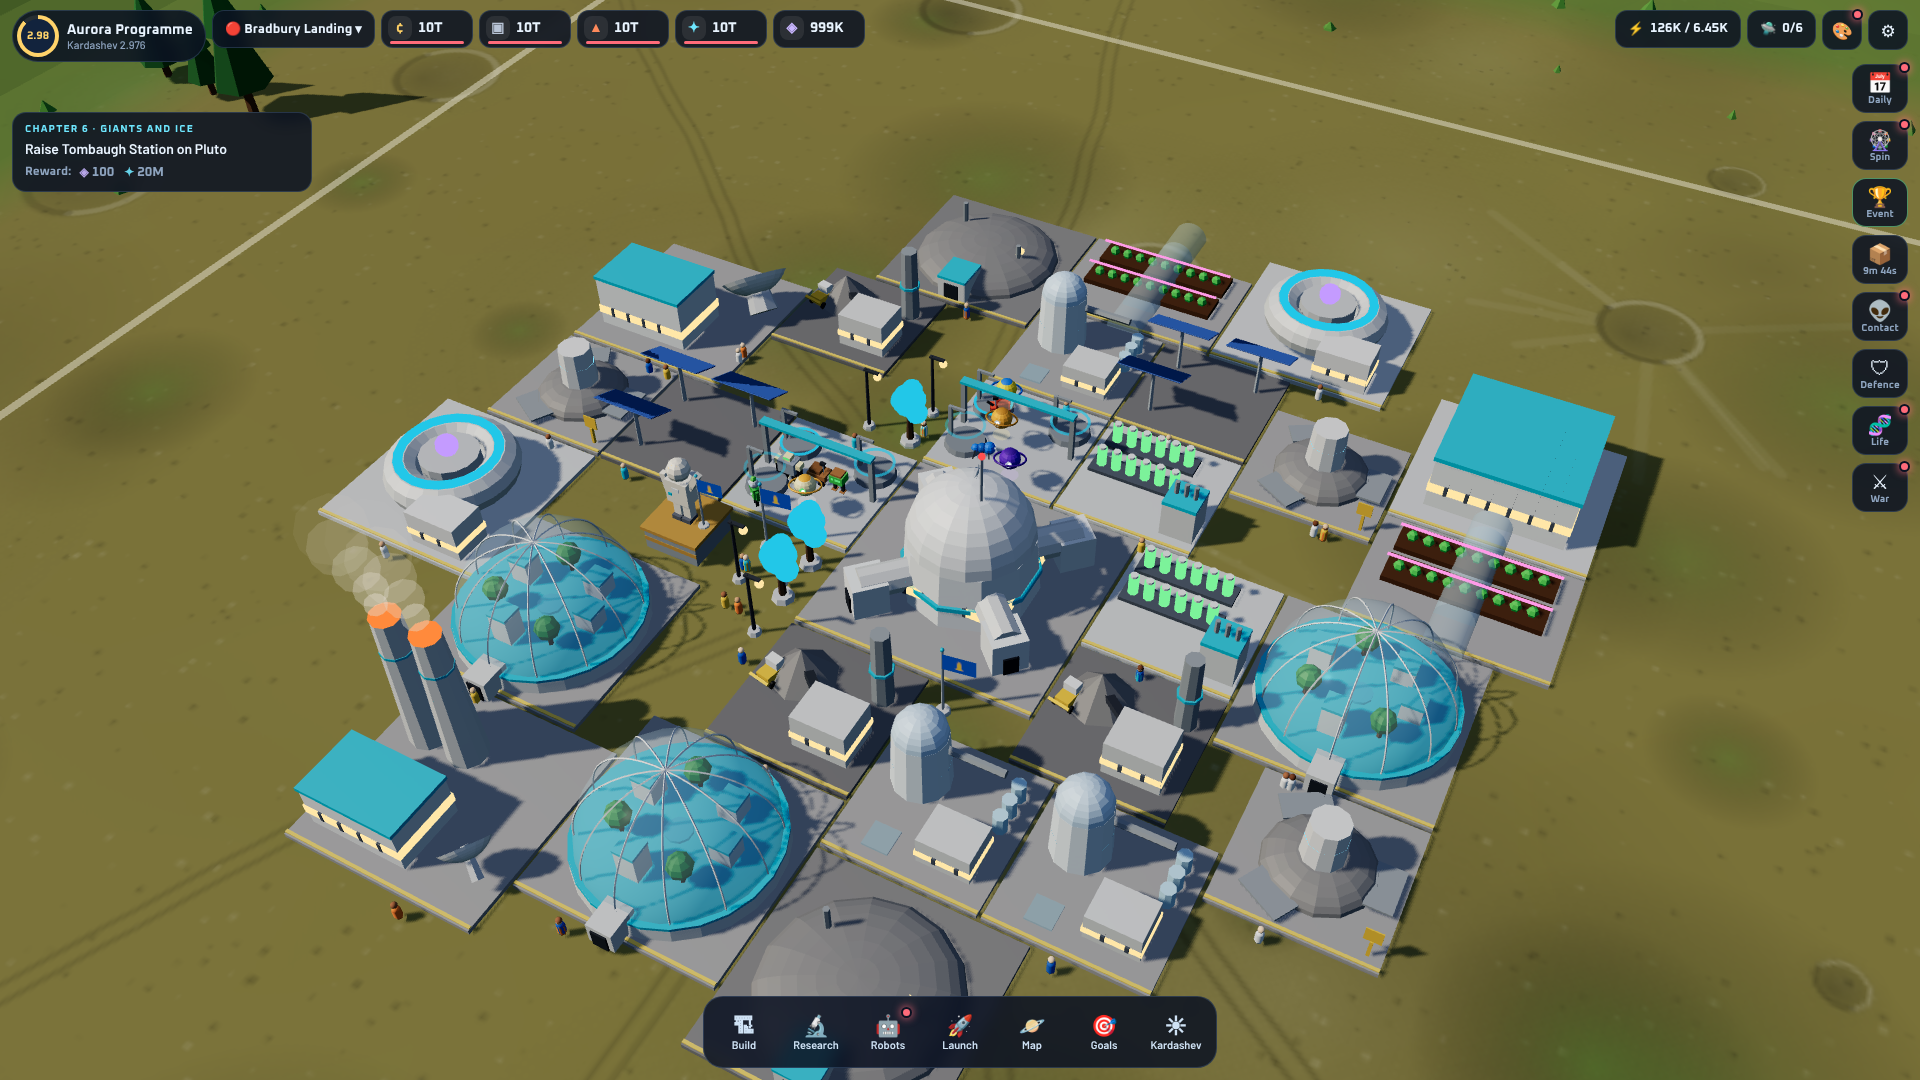 2.98
Aurora Programme
Kardashev 2.976
Bradbury Landing ▾
10T
10T
10T
10T
999K
126K / 6.45K
0/6
CHAPTER 6 · GIANTS AND ICE
Raise Tombaugh Station on Pluto
Reward: 100 20M
July
17
Daily
Spin
Event
9m 44s
Contact
Defence
Life
War
Build
Research
Robots
Launch
Map
Goals
Kardashev